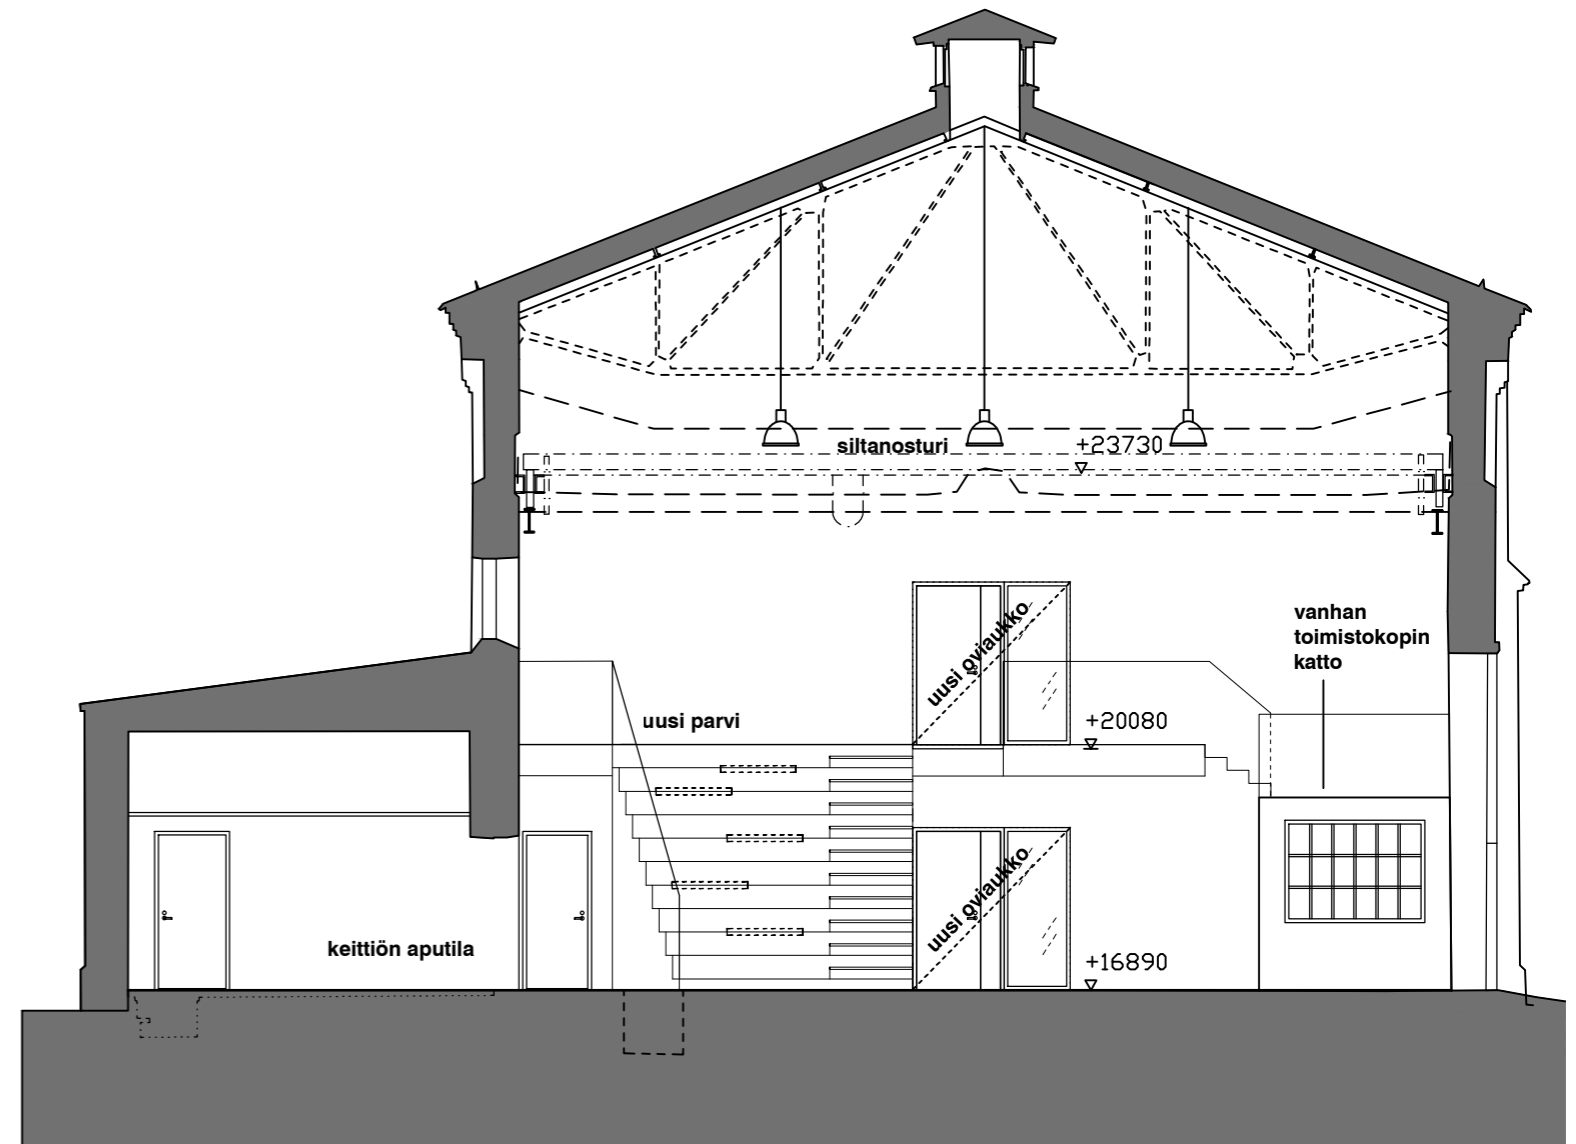 siltanosturi
+23730
uusi oviaukko
vanhan
toimistokopin
katto
uusi parvi
+20080
uusi oviaukko
keittiön aputila
+16890